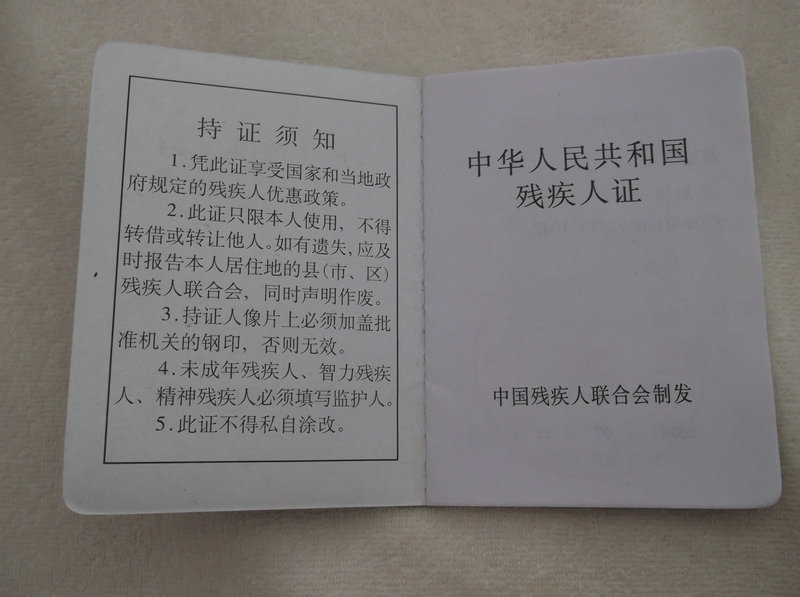 持证须知
1.凭此证享受国家和当地政
府规定的残疾人优惠政策。
2.此证只限本人使用，不得
转借或转让他人。如有遗失，应及
时报告本人居住地的县(市、区)
残疾人联合会，同时声明作废。
3.持证人像片上必须加盖批
准机关的钢印，否则无效。
4.未成年残疾人、智力残疾
人、精神残疾人必须填写监护人。
5.此证不得私自涂改。
中华人民共和国
残疾人证
中国残疾人联合会制发